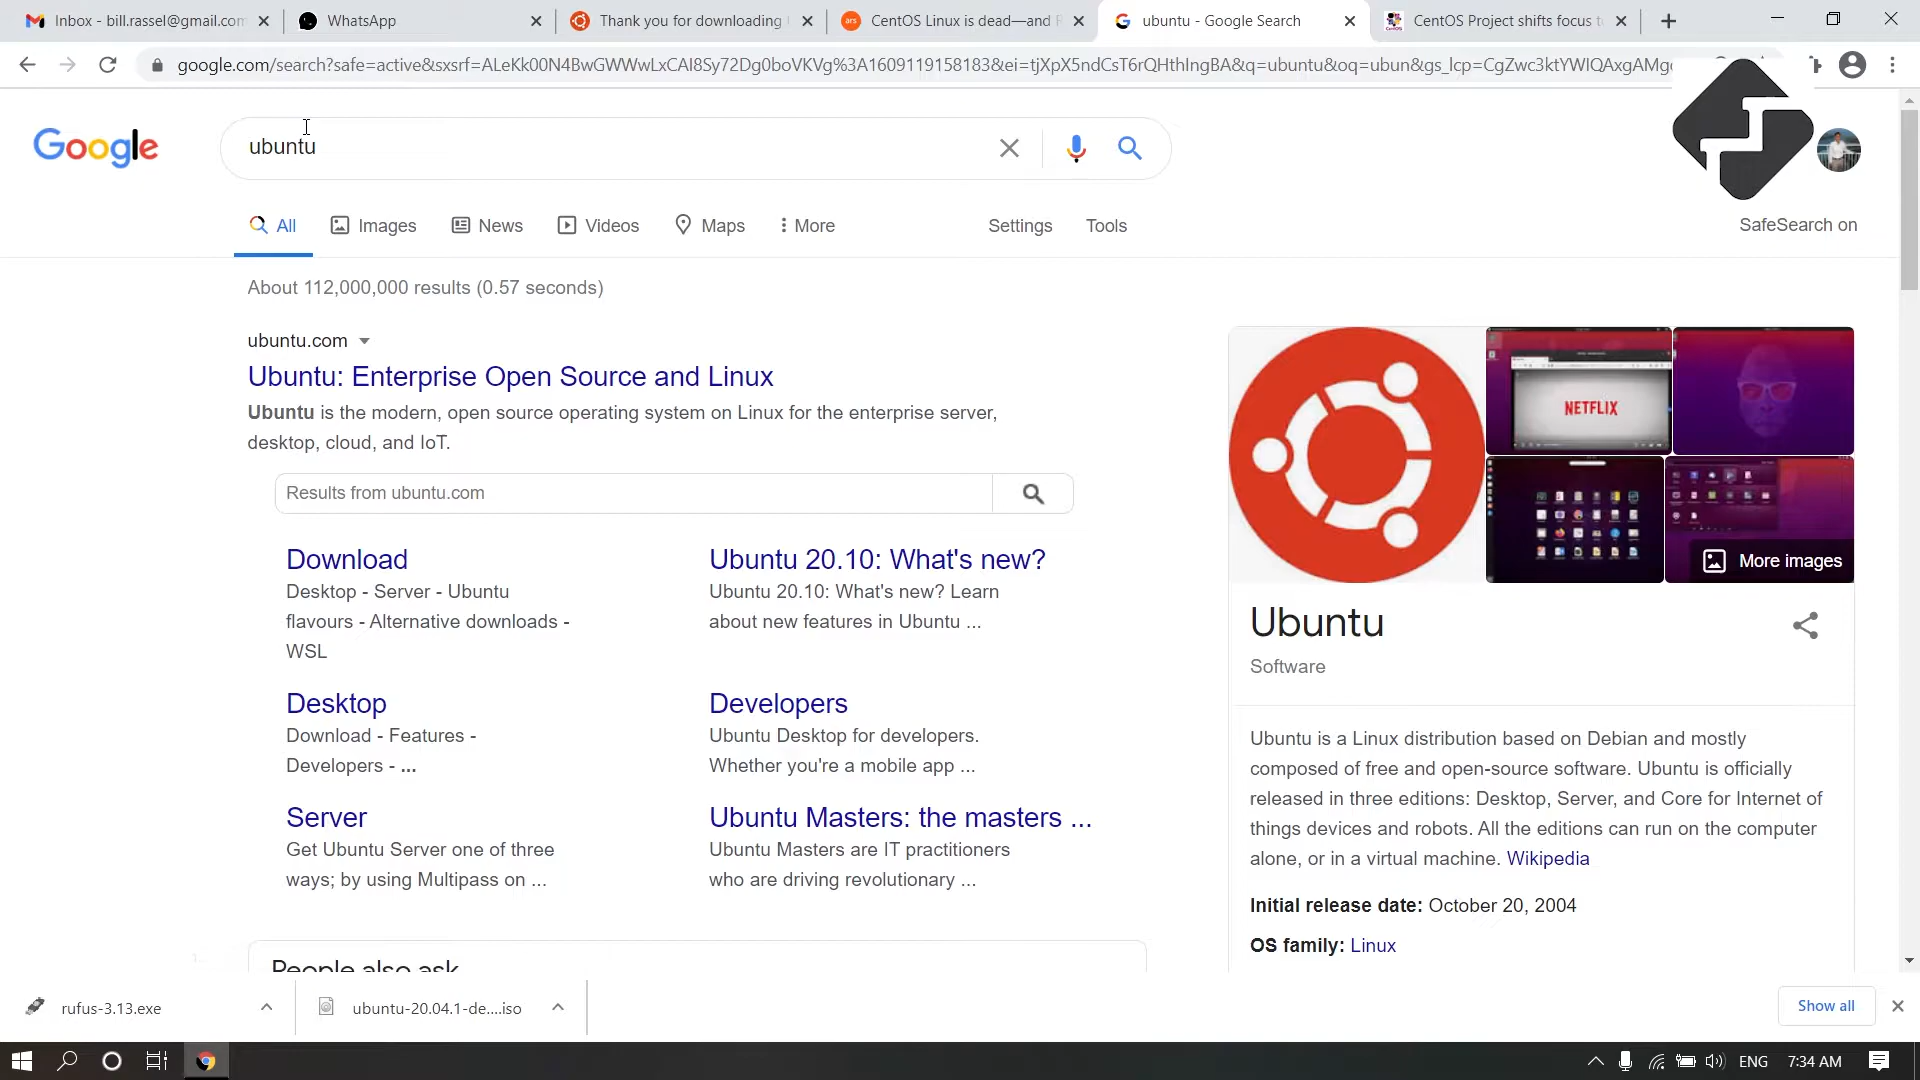 Inbox - bill.rassel@gmail.com
WhatsApp
Thank you for downloading
ars
CentOS Linux is dead—and
ubuntu - Google Search
CentOS Project shifts focus
google.com/search?safe=active&sxsrf=ALeKk00N4BwGWWwLxCAI8Sy72Dg0boVKVg%3A1609119158183&ei=tjXpX5ndCsT6rQHthIngBA&q=ubuntu&oq=ubun&gs_lcp=CgZwc3ktYWIQAxgAMg
Google
ubuntu
All
Images
News
Videos
Maps
More
Settings
Tools
SafeSearch on
About 112,000,000 results (0.57 seconds)
ubuntu.com
Ubuntu: Enterprise Open Source and Linux
Ubuntu is the modern, open source operating system on Linux for the enterprise server,
desktop, cloud, and IoT.
Results from ubuntu.com
Download
Desktop - Server - Ubuntu
flavours - Alternative downloads -
WSL
Ubuntu 20.10: What's new?
Ubuntu 20.10: What's new? Learn
about new features in Ubuntu ...
Desktop
Download - Features -
Developers - ...
Developers
Ubuntu Desktop for developers.
Whether you're a mobile app ...
Server
Get Ubuntu Server one of three
ways; by using Multipass on ...
Ubuntu Masters: the masters ...
Ubuntu Masters are IT practitioners
who are driving revolutionary ...
People also ask
NETFLIX
More images
Ubuntu
Software
Ubuntu is a Linux distribution based on Debian and mostly
composed of free and open-source software. Ubuntu is officially
released in three editions: Desktop, Server, and Core for Internet of
things devices and robots. All the editions can run on the computer
alone, or in a virtual machine. Wikipedia
Initial release date: October 20, 2004
OS family: Linux
rufus-3.13.exe
ubuntu-20.04.1-de....iso
Show all
ENG
7:34 AM